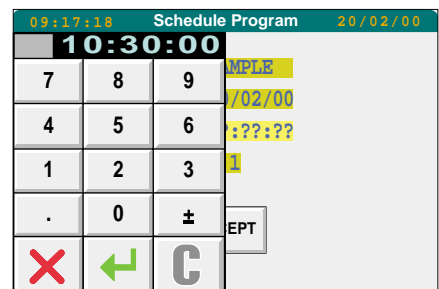 09:17:18 Schedule Program 20/02/00
10:30:00
7 8 9 AMPLE
/02/00
4 5 6 ?:??:??
1 2 3 1
. 0 ±
EPT
C